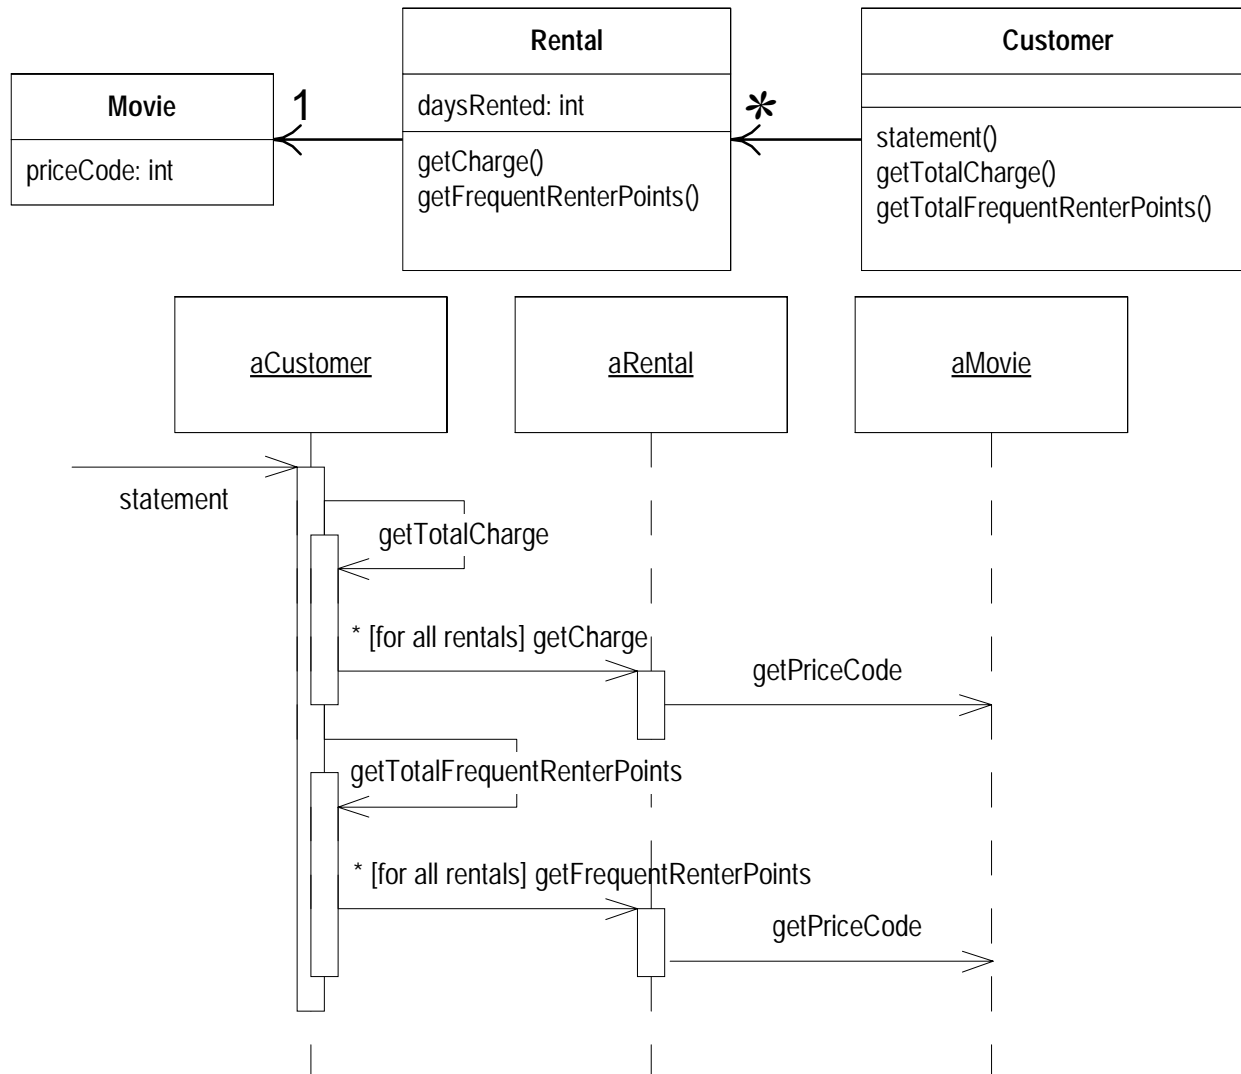 Rental
Customer
Movie
1
daysRented: int
*
priceCode: int
getCharge()
getFrequentRenterPoints()
statement()
getTotalCharge()
getTotalFrequentRenterPoints()
aCustomer
aRental
aMovie
statement
getTotalCharge
* [for all rentals] getCharge
getPriceCode
getTotalFrequentRenterPoints
* [for all rentals] getFrequentRenterPoints
getPriceCode